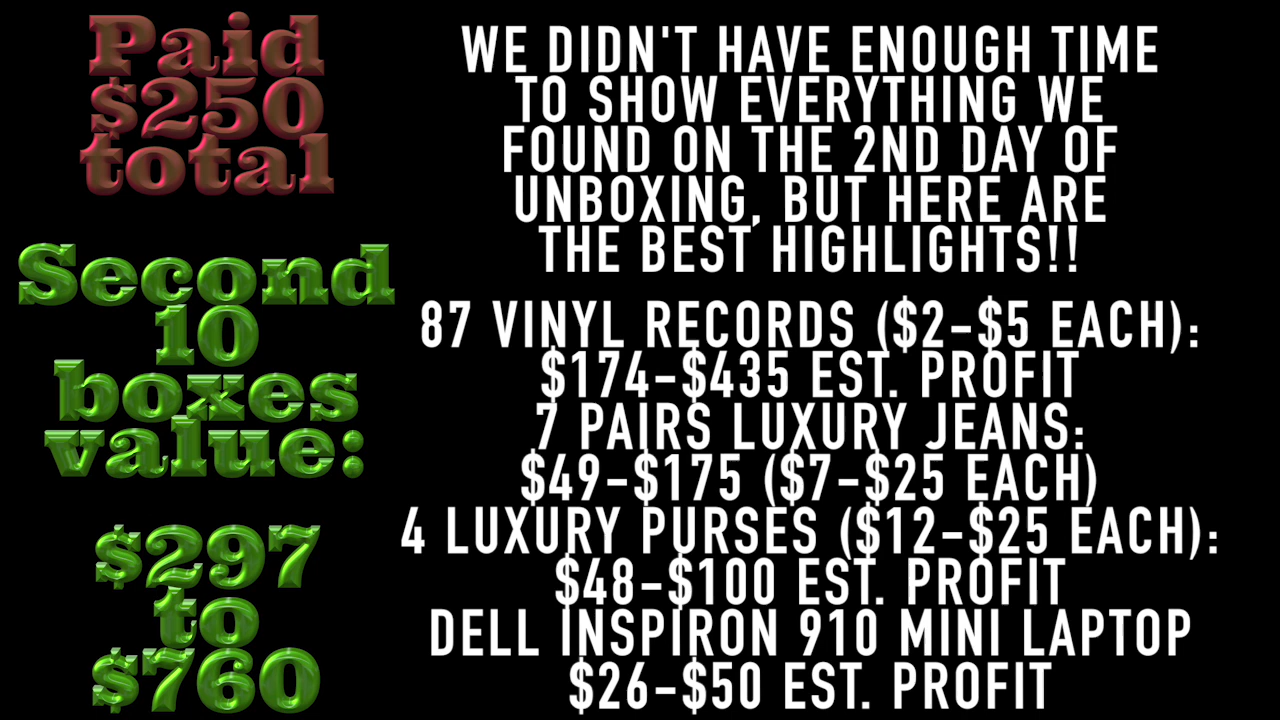 Paid
$250
total
Second
10
boxes
value:
$297
to
$760
WE DIDN'T HAVE ENOUGH TIME
TO SHOW EVERYTHING WE
FOUND ON THE 2ND DAY OF
UNBOXING, BUT HERE ARE
THE BEST HIGHLIGHTS!!
87 VINYL RECORDS ($2-$5 EACH):
$174-$435 EST. PROFIT
7 PAIRS LUXURY JEANS:
$49-$175 ($7-$25 EACH)
4 LUXURY PURSES ($12-$25 EACH):
$48-$100 EST. PROFIT
DELL INSPIRON 910 MINI LAPTOP
$26-$50 EST. PROFIT